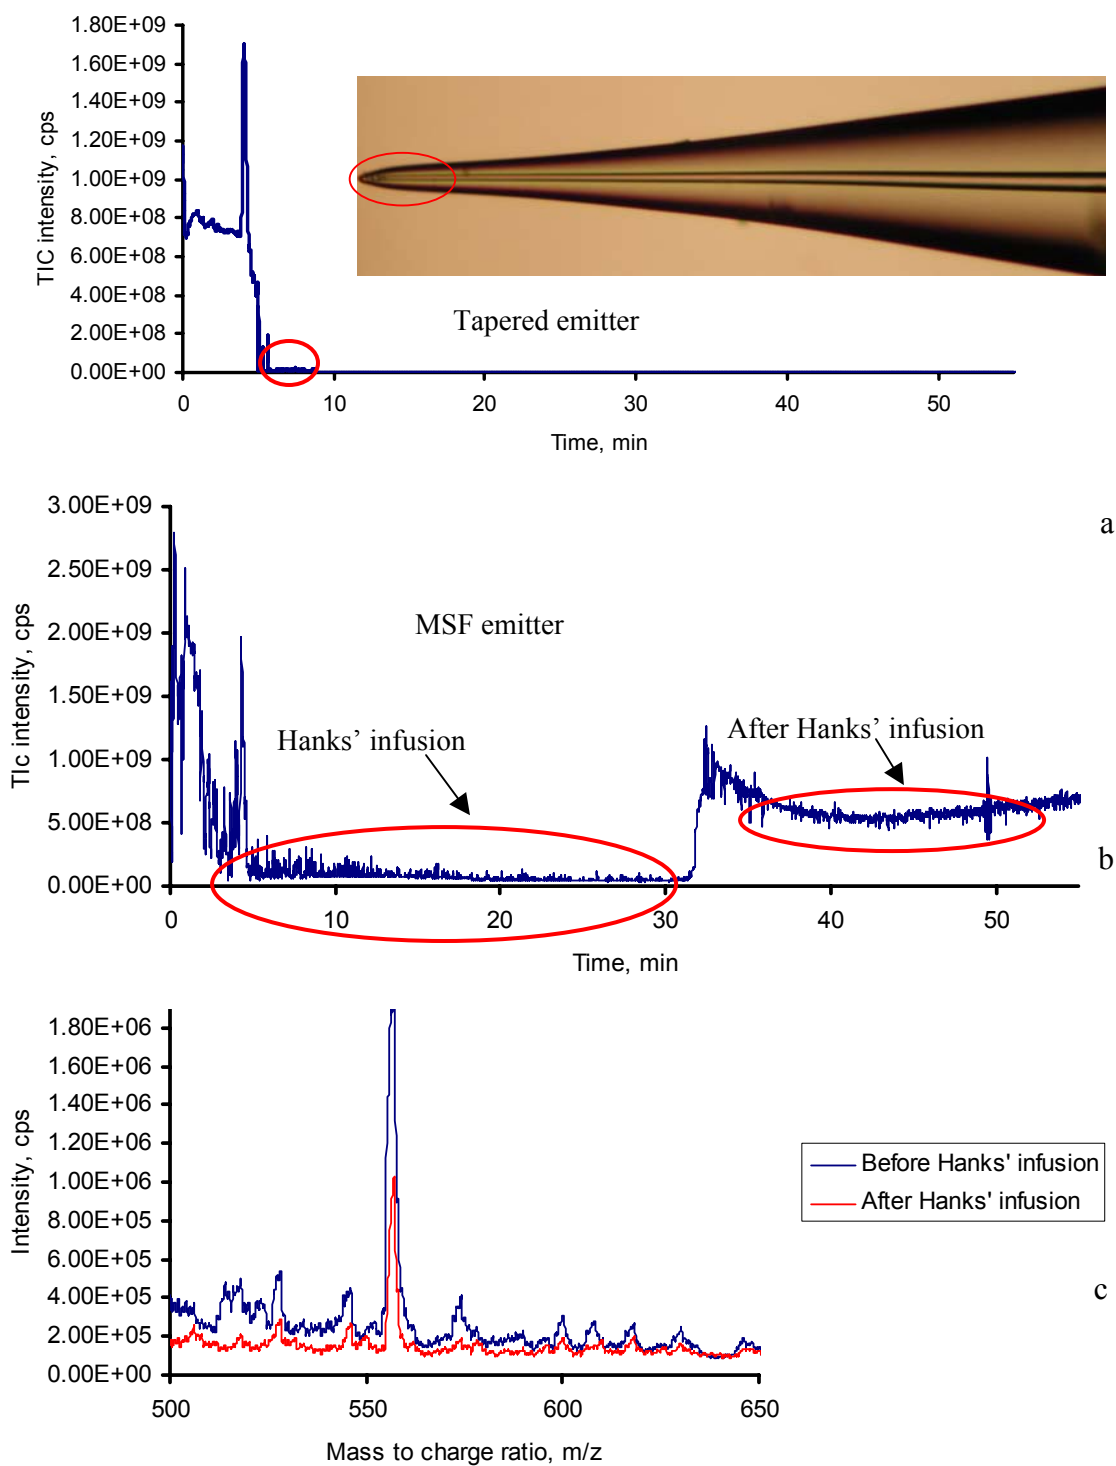 1.80E+09
1.60E+09
1.40E+09
1.20E+09
1.00E+09
8.00E+08
6.00E+08
4.00E+08
2.00E+08
0.00E+00
TIC intensity, cps
Tapered emitter
0 10 20 30 40 50
Time, min
a
3.00E+09
2.50E+09
2.00E+09
1.50E+09
1.00E+09
5.00E+08
0.00E+00
TIc intensity, cps
MSF emitter
Hanks' infusion
After Hanks' infusion
b
0 10 20 30 40 50
Time, min
1.80E+06
1.60E+06
1.40E+06
1.20E+06
1.00E+06
8.00E+05
6.00E+05
4.00E+05
2.00E+05
0.00E+00
Intensity, cps
Before Hanks' infusion
After Hanks' infusion
c
500 550 600 650
Mass to charge ratio, m/z